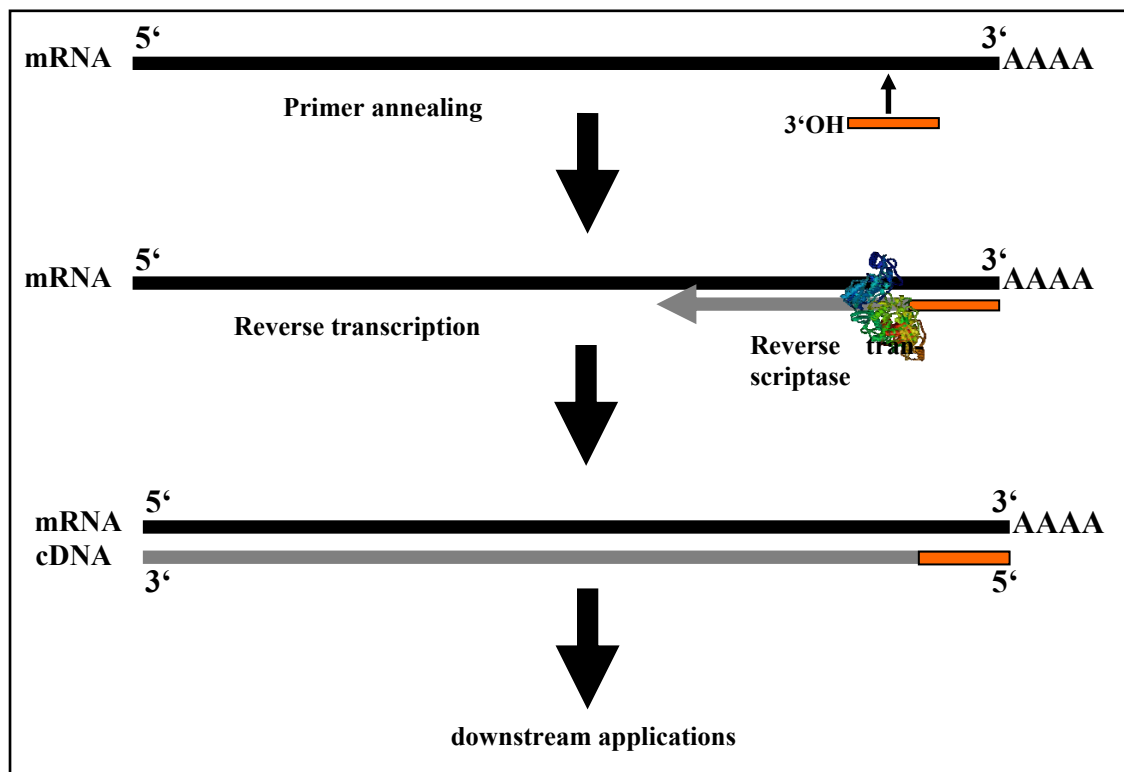 5‘ 3‘
mRNA AAAA
Primer annealing
3‘OH
5‘ 3‘
mRNA AAAA
Reverse transcription
Reverse tran-
scriptase
5‘ 3‘
mRNA AAAA
cDNA
3‘ 5‘
downstream applications